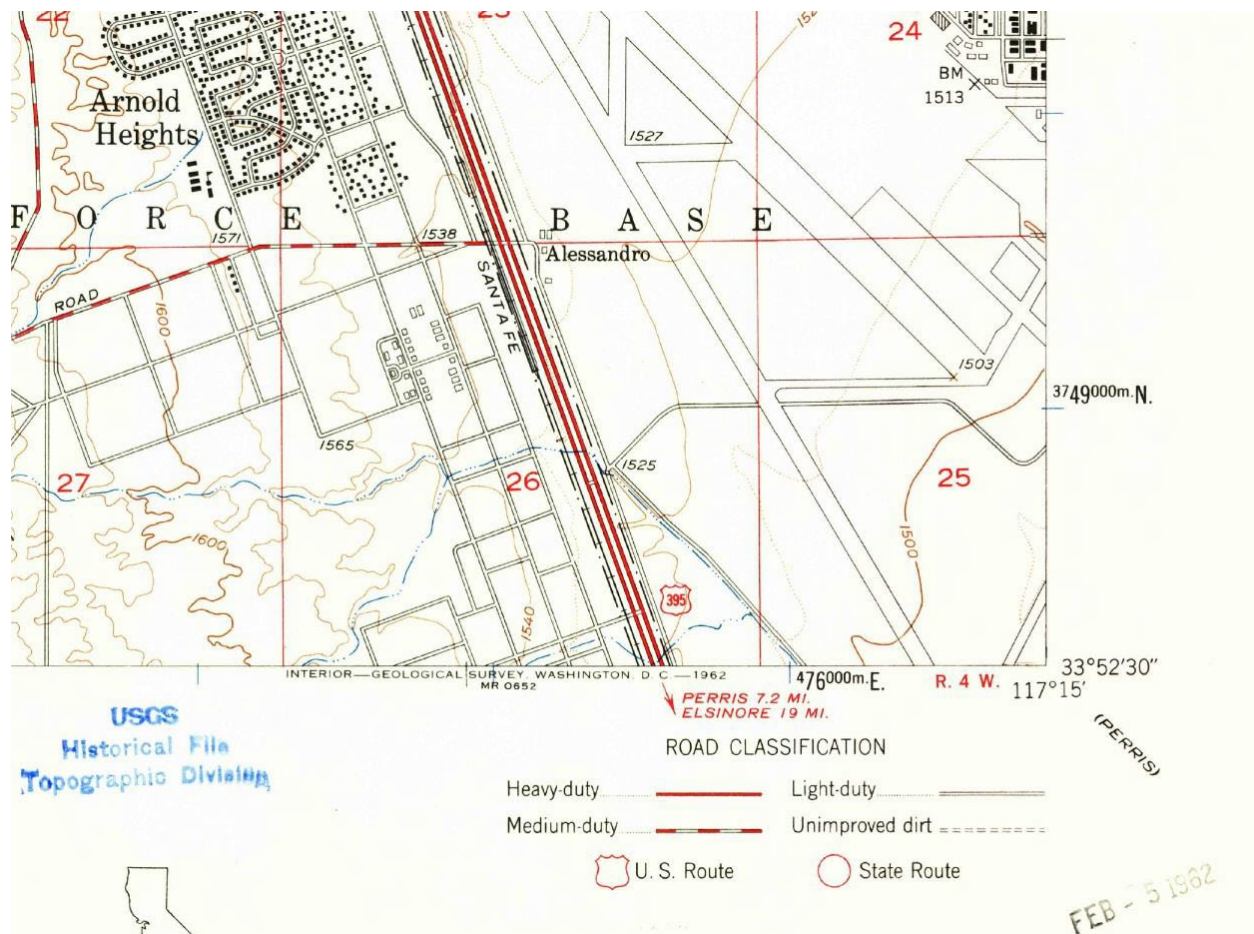 24
BM
1513
Arnold
Heights
1527
FORCE BASE
1571
1538
Alessandro
SANTA FE
ROAD
1600
1503
3749000m.N.
1565
1525
27
26
25
1600
1500
395
1540
33°52'30"
INTERIOR—GEOLOGICAL SURVEY, WASHINGTON, D. C.—1962
MR 0652
476000m.E.
R. 4 W.
117°15'
PERRIS 7.2 MI.
ELSINORE 19 MI.
(PERRIS)
USGS
Historical File
Topographic Division
ROAD CLASSIFICATION
Heavy-duty
Light-duty
Medium-duty
Unimproved dirt
U. S. Route
State Route
FEB - 5 1962